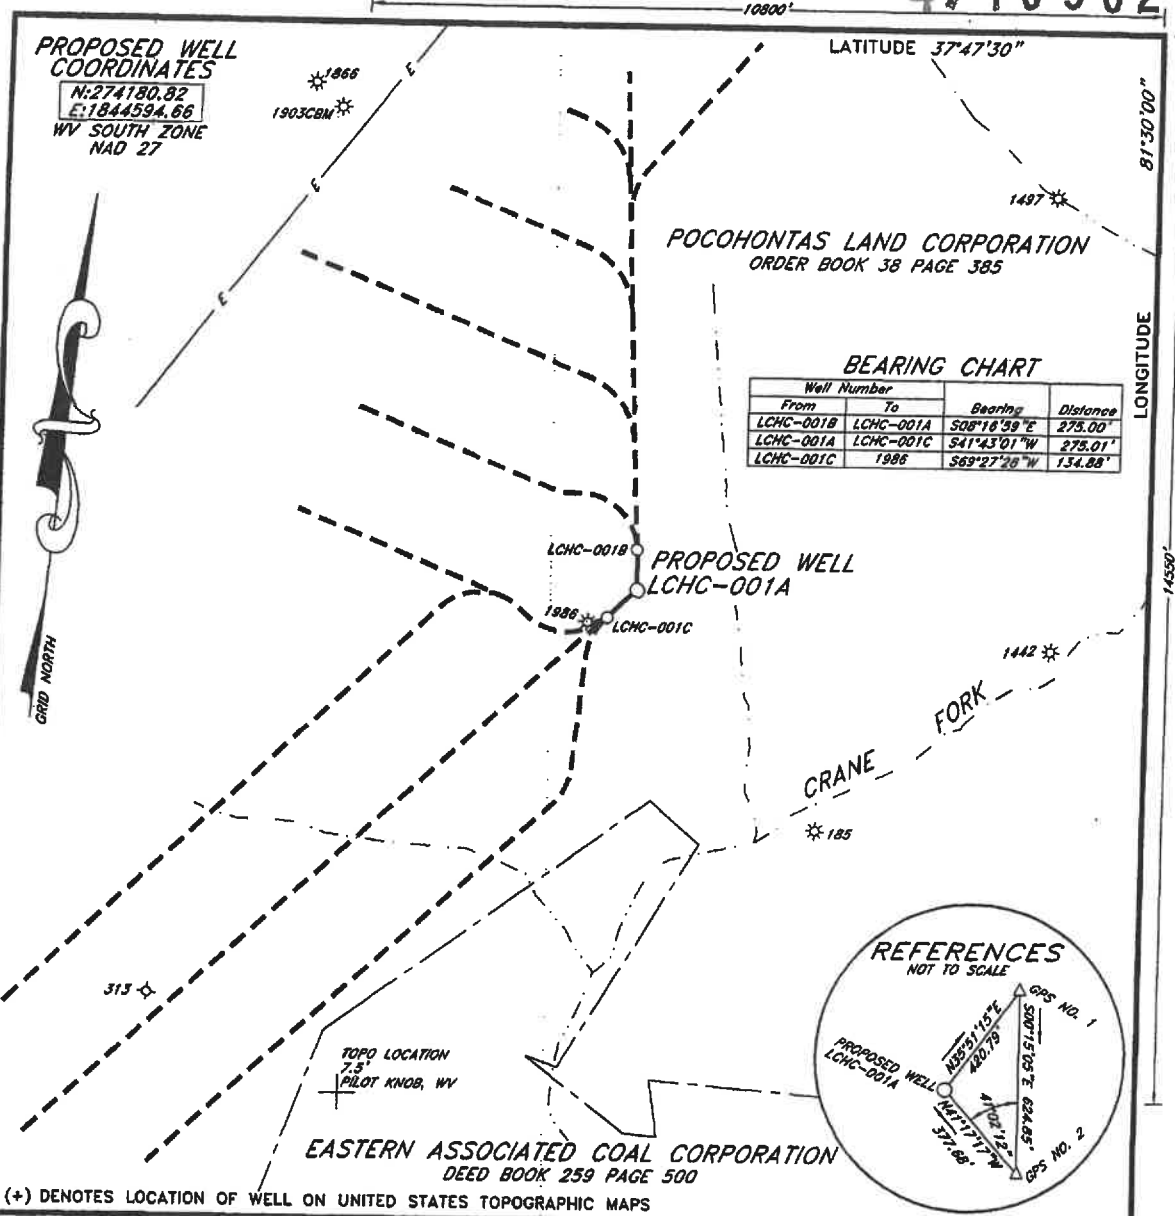 10800'
LATITUDE 37°47'30"
PROPOSED WELL
COORDINATES
N:274180.82
E:1844594.66
WV SOUTH ZONE
NAD 27
1866
1903CBM
E
E
E
81°30'00"
LONGITUDE
1497
POCOHONTAS LAND CORPORATION
ORDER BOOK 38 PAGE 385
BEARING CHART
Well Number
From To Bearing Distance
LCHC-001B LCHC-001A S08°16'59"E 275.00'
LCHC-001A LCHC-001C S41°43'01"W 275.01'
LCHC-001C 1986 S69°27'26"W 134.88'
14550'
GRID NORTH
LCHC-001B
PROPOSED WELL
LCHC-001A
1986
LCHC-001C
1442
CRANE FORK
185
313
TOPO LOCATION
7.5'
PILOT KNOB, WV
REFERENCES
NOT TO SCALE
GPS NO. 1
N35°51'15"E
420.79'
S00°15'05"E 624.65'
PROPOSED WELL
LCHC-001A
41°02'12"
N41°17'17"W
377.68'
GPS NO. 2
EASTERN ASSOCIATED COAL CORPORATION
DEED BOOK 259 PAGE 500
(+) DENOTES LOCATION OF WELL ON UNITED STATES TOPOGRAPHIC MAPS